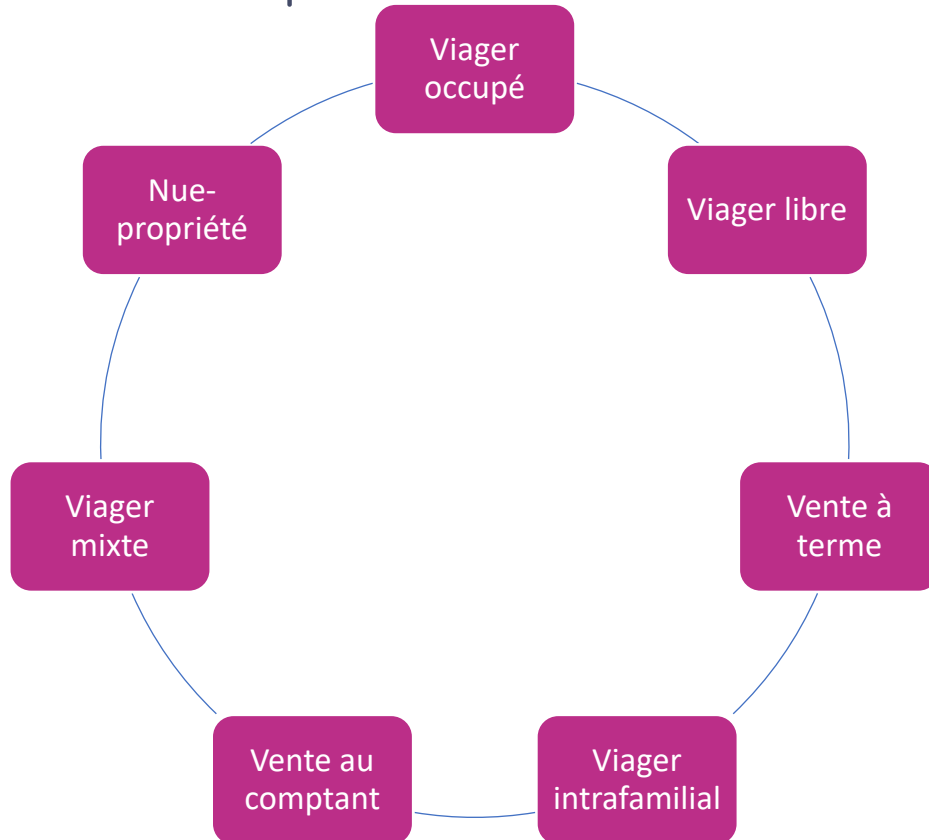 Viager
occupé
Viager libre
Vente à
terme
Viager
intrafamilial
Vente au
comptant
Viager
mixte
Nue-
propriété